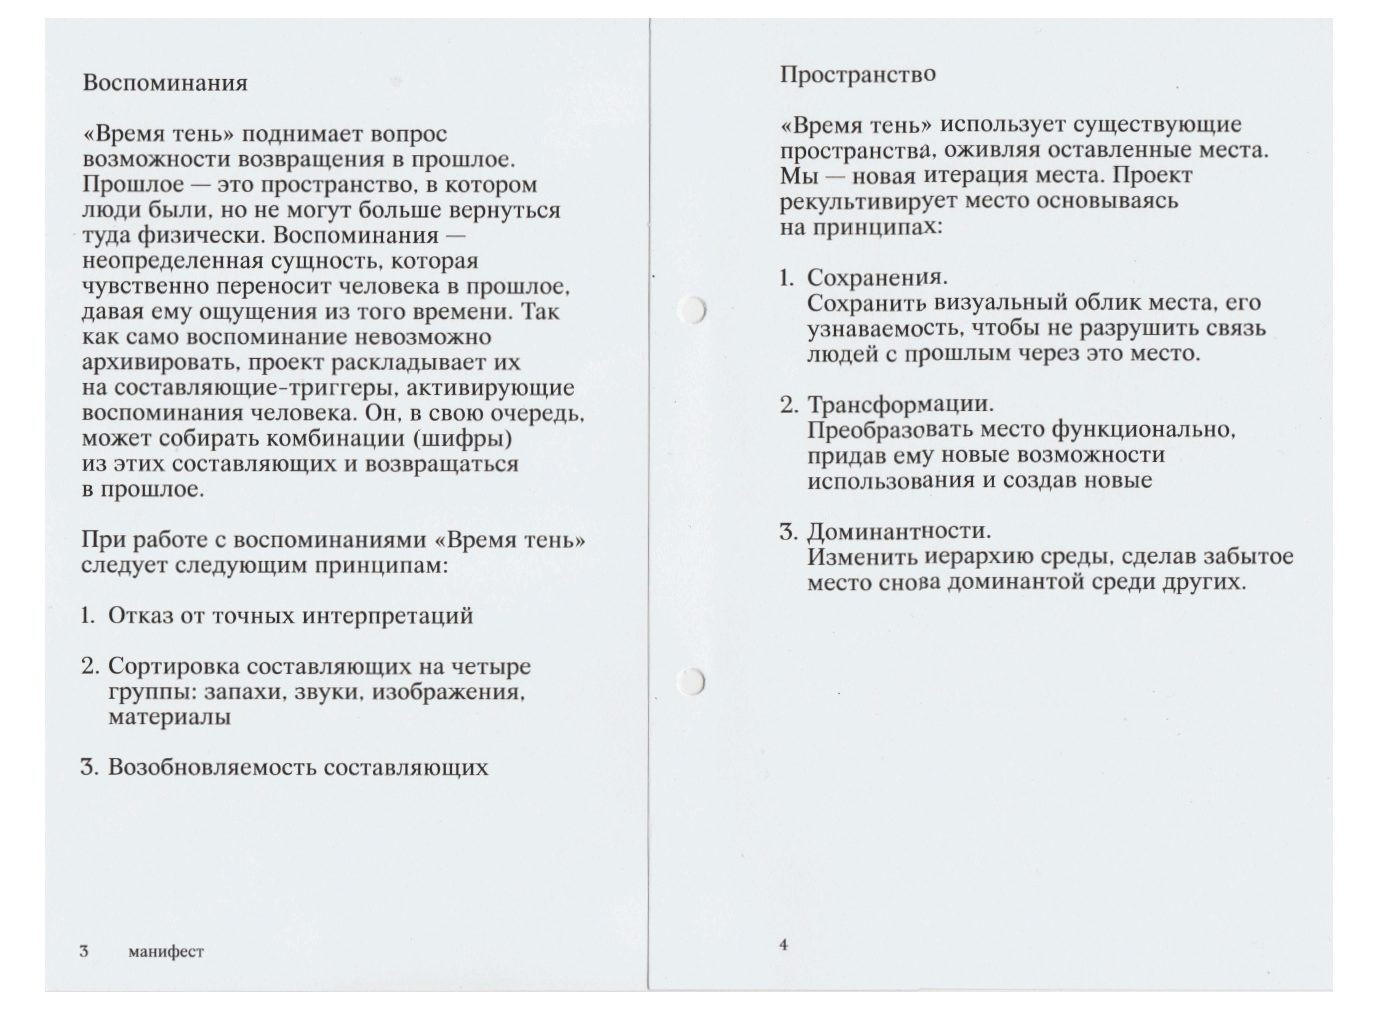 Воспоминания
«Время тень» поднимает вопрос
возможности возвращения в прошлое.
Прошлое — это пространство, в котором
люди были, но не могут больше вернуться
туда физически. Воспоминания —
неопределенная сущность, которая
чувственно переносит человека в прошлое,
давая ему ощущения из того времени. Так
как само воспоминание невозможно
архивировать, проект раскладывает их
на составляющие-триггеры, активирующие
воспоминания человека. Он, в свою очередь,
может собирать комбинации (шифры)
из этих составляющих и возвращаться
в прошлое.
При работе с воспоминаниями «Время тень»
следует следующим принципам:
1. Отказ от точных интерпретаций
2. Сортировка составляющих на четыре
группы: запахи, звуки, изображения,
материалы
3. Возобновляемость составляющих
3 манифест
Пространство
«Время тень» использует существующие
пространства, оживляя оставленные места.
Мы — новая итерация места. Проект
рекультивирует место основываясь
на принципах:
1. Сохранения.
Сохранить визуальный облик места, его
узнаваемость, чтобы не разрушить связь
людей с прошлым через это место.
2. Трансформации.
Преобразовать место функционально,
придав ему новые возможности
использования и создав новые
3. Доминантности.
Изменить иерархию среды, сделав забытое
место снова доминантой среди других.
4